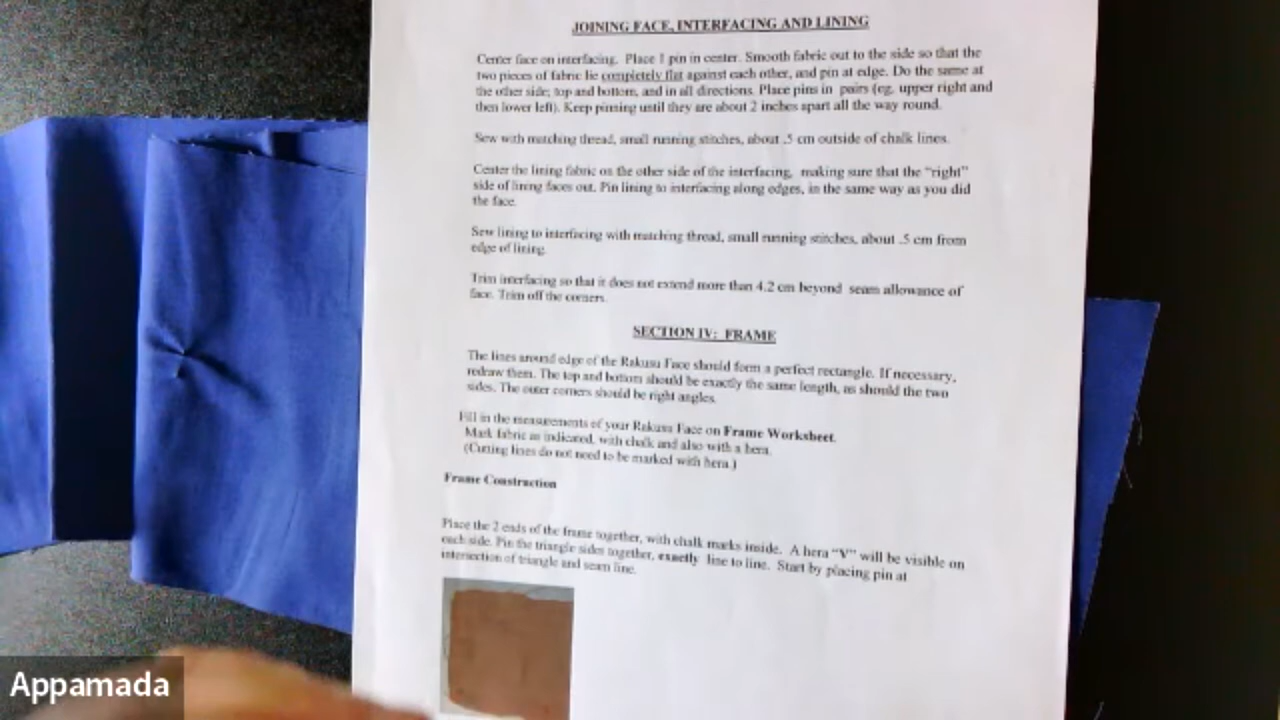 JOINING FACE, INTERFACING AND LINING
Center face on interfacing. Place 1 pin in center. Smooth fabric out to the side so that the
two pieces of fabric lie completely flat against each other, and pin at edge. Do the same at
the other side; top and bottom, and in all directions. Place pins in pairs (eg. upper right and
then lower left). Keep pinning until they are about 2 inches apart all the way round.
Sew with matching thread, small running stitches, about .5 cm outside of chalk lines.
Center the lining fabric on the other side of the interfacing, making sure that the "right"
side of lining faces out. Pin lining to interfacing along edges, in the same way as you did
the face.
Sew lining to interfacing with matching thread, small running stitches, about .5 cm from
edge of lining.
Trim interfacing so that it does not extend more than 4.2 cm beyond seam allowance of
face. Trim off the corners.
SECTION IV: FRAME
The lines around edge of the Rakusu Face should form a perfect rectangle. If necessary,
redraw them. The top and bottom should be exactly the same length, as should the two
sides. The outer corners should be right angles.
Fill in the measurements of your Rakusu Face on Frame Worksheet.
Mark fabric as indicated, with chalk and also with a hera.
(Cutting lines do not need to be marked with hera.)
Frame Construction
Place the 2 ends of the frame together, with chalk marks inside. A hera "V" will be visible on
each side. Pin the triangle sides together, exactly line to line. Start by placing pin at
intersection of triangle and seam line.
Appamada